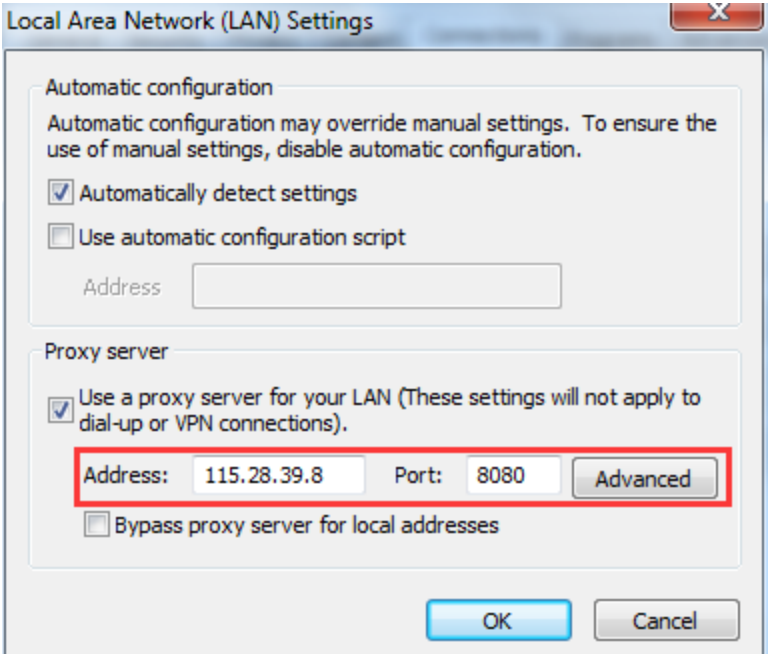 Local Area Network (LAN) Settings
Automatic configuration
Automatic configuration may override manual settings.  To ensure the
use of manual settings, disable automatic configuration.
Automatically detect settings
Use automatic configuration script
Address
Proxy server
Use a proxy server for your LAN (These settings will not apply to
dial-up or VPN connections).
Address: 115.28.39.8 Port: 8080 Advanced
Bypass proxy server for local addresses
OK Cancel